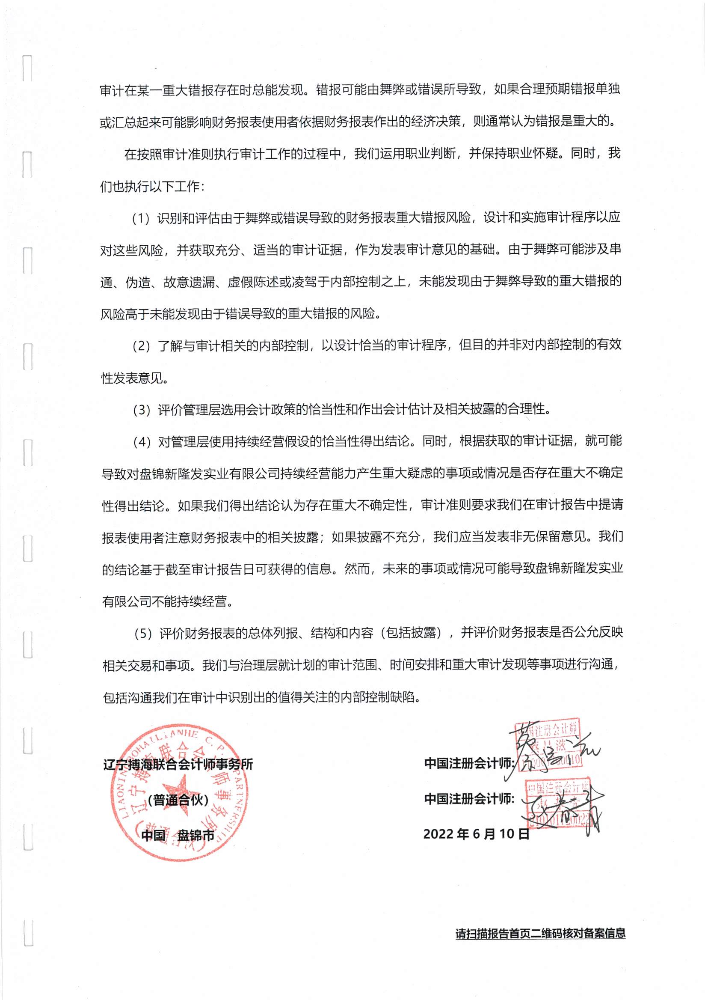 审计在某一重大错报存在时总能发现。错报可能由舞弊或错误所导致，如果合理预期错报单独
或汇总起来可能影响财务报表使用者依据财务报表作出的经济决策，则通常认为错报是重大的。
在按照审计准则执行审计工作的过程中，我们运用职业判断，并保持职业怀疑。同时，我
们也执行以下工作：
（1）识别和评估由于舞弊或错误导致的财务报表重大错报风险，设计和实施审计程序以应
对这些风险，并获取充分、适当的审计证据，作为发表审计意见的基础。由于舞弊可能涉及串
通、伪造、故意遗漏、虚假陈述或凌驾于内部控制之上，未能发现由于舞弊导致的重大错报的
风险高于未能发现由于错误导致的重大错报的风险。
（2）了解与审计相关的内部控制，以设计恰当的审计程序，但目的并非对内部控制的有效
性发表意见。
（3）评价管理层选用会计政策的恰当性和作出会计估计及相关披露的合理性。
（4）对管理层使用持续经营假设的恰当性得出结论。同时，根据获取的审计证据，就可能
导致对盘锦新隆发实业有限公司持续经营能力产生重大疑虑的事项或情况是否存在重大不确定
性得出结论。如果我们得出结论认为存在重大不确定性，审计准则要求我们在审计报告中提请
报表使用者注意财务报表中的相关披露；如果披露不充分，我们应当发表非无保留意见。我们
的结论基于截至审计报告日可获得的信息。然而，未来的事项或情况可能导致盘锦新隆发实业
有限公司不能持续经营。
（5）评价财务报表的总体列报、结构和内容（包括披露），并评价财务报表是否公允反映
相关交易和事项。我们与治理层就计划的审计范围、时间安排和重大审计发现等事项进行沟通，
包括沟通我们在审计中识别出的值得关注的内部控制缺陷。
LIAONINGBOHAILIANHE C.P.A PARTNERSHIP
辽宁搏海联合会计师事务所
（普通合伙）
辽宁搏海联合会计师事务所
（普通合伙）
中国 盘锦市
中国注册会计师:
中国注册会计师
中国注册会计师:
中国注册会计师
2022 年 6 月 10 日
请扫描报告首页二维码核对备案信息